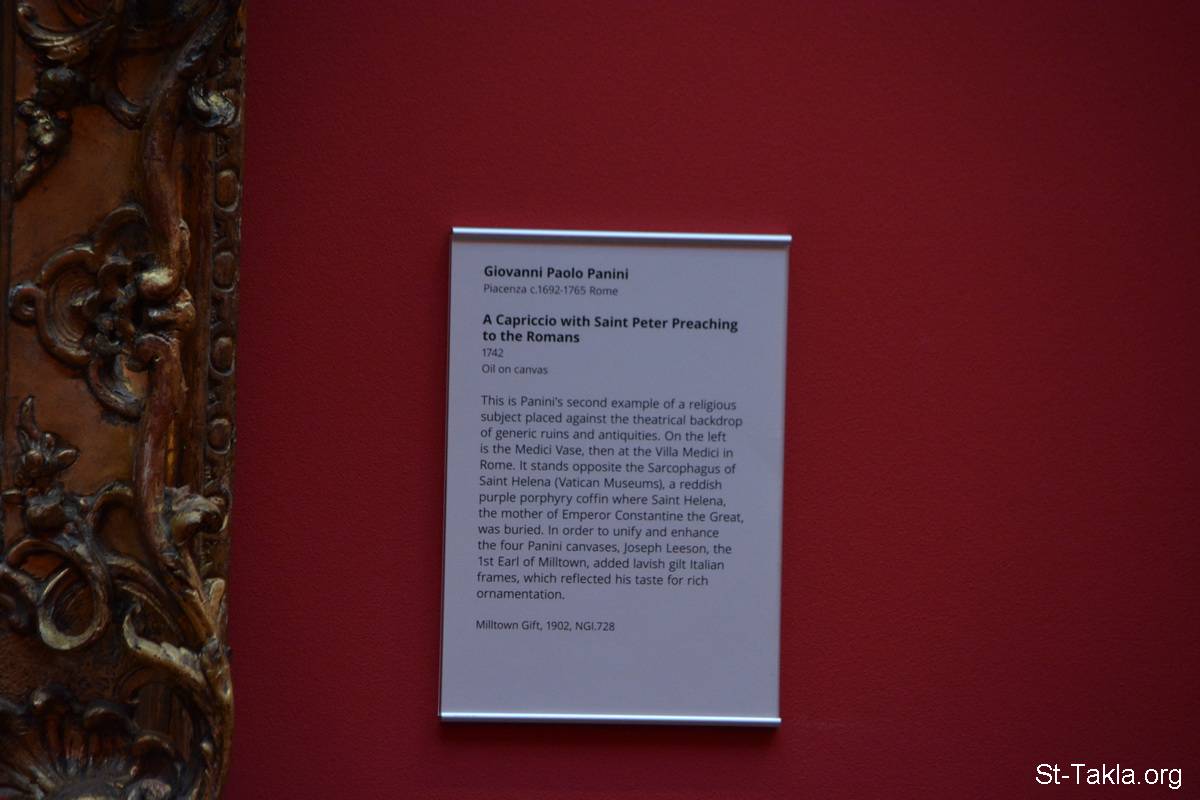 Giovanni Paolo Panini
Piacenza c.1692-1765 Rome
A Capriccio with Saint Peter Preaching
to the Romans
1742
Oil on canvas
This is Panini's second example of a religious
subject placed against the theatrical backdrop
of generic ruins and antiquities. On the left
is the Medici Vase, then at the Villa Medici in
Rome. It stands opposite the Sarcophagus of
Saint Helena (Vatican Museums), a reddish
purple porphyry coffin where Saint Helena,
the mother of Emperor Constantine the Great,
was buried. In order to unify and enhance
the four Panini canvases, Joseph Leeson, the
1st Earl of Milltown, added lavish gilt Italian
frames, which reflected his taste for rich
ornamentation.
Milltown Gift, 1902, NGI.728
St-Takla.org